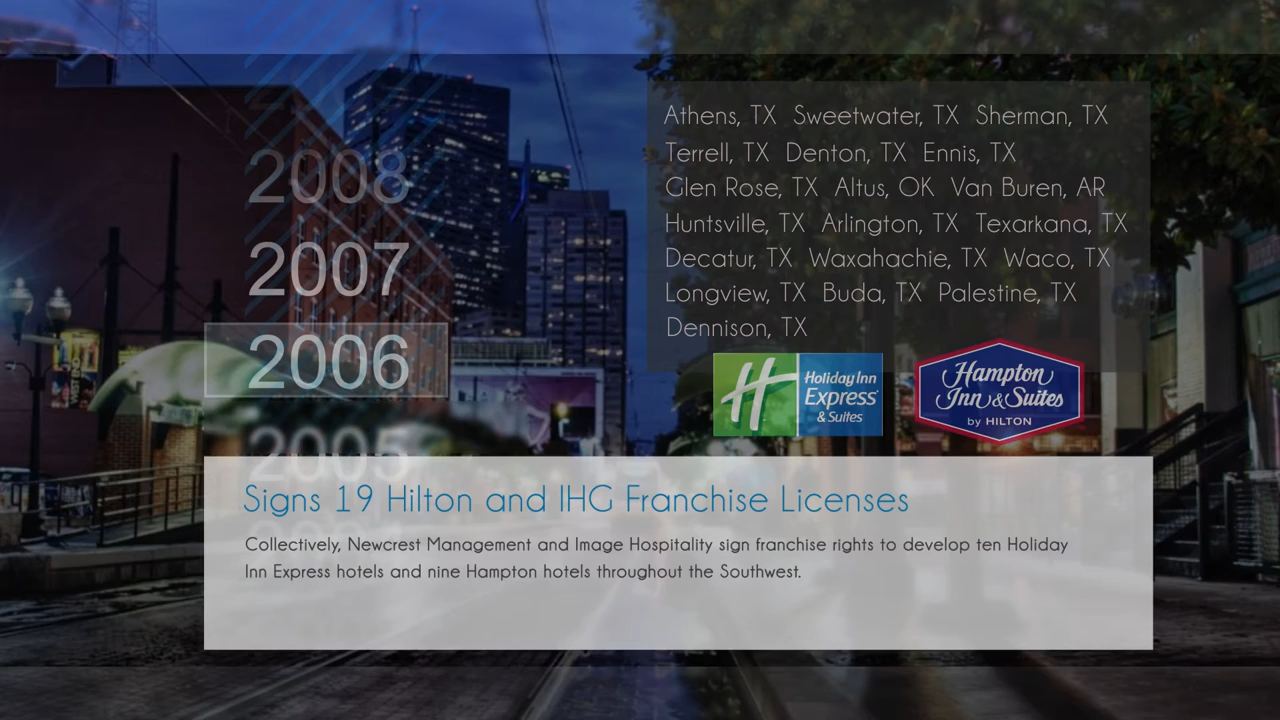 2008
2007
2006
2005
Athens, TX Sweetwater, TX Sherman, TX
Terrell, TX Denton, TX Ennis, TX
Glen Rose, TX Altus, OK Van Buren, AR
Huntsville, TX Arlington, TX Texarkana, TX
Decatur, TX Waxahachie, TX Waco, TX
Longview, TX Buda, TX Palestine, TX
Dennison, TX
Holiday Inn
Express
& Suites
Hampton
Inn & Suites
by HILTON
Signs 19 Hilton and IHG Franchise Licenses
Collectively, Newcrest Management and Image Hospitality sign franchise rights to develop ten Holiday
Inn Express hotels and nine Hampton hotels throughout the Southwest.